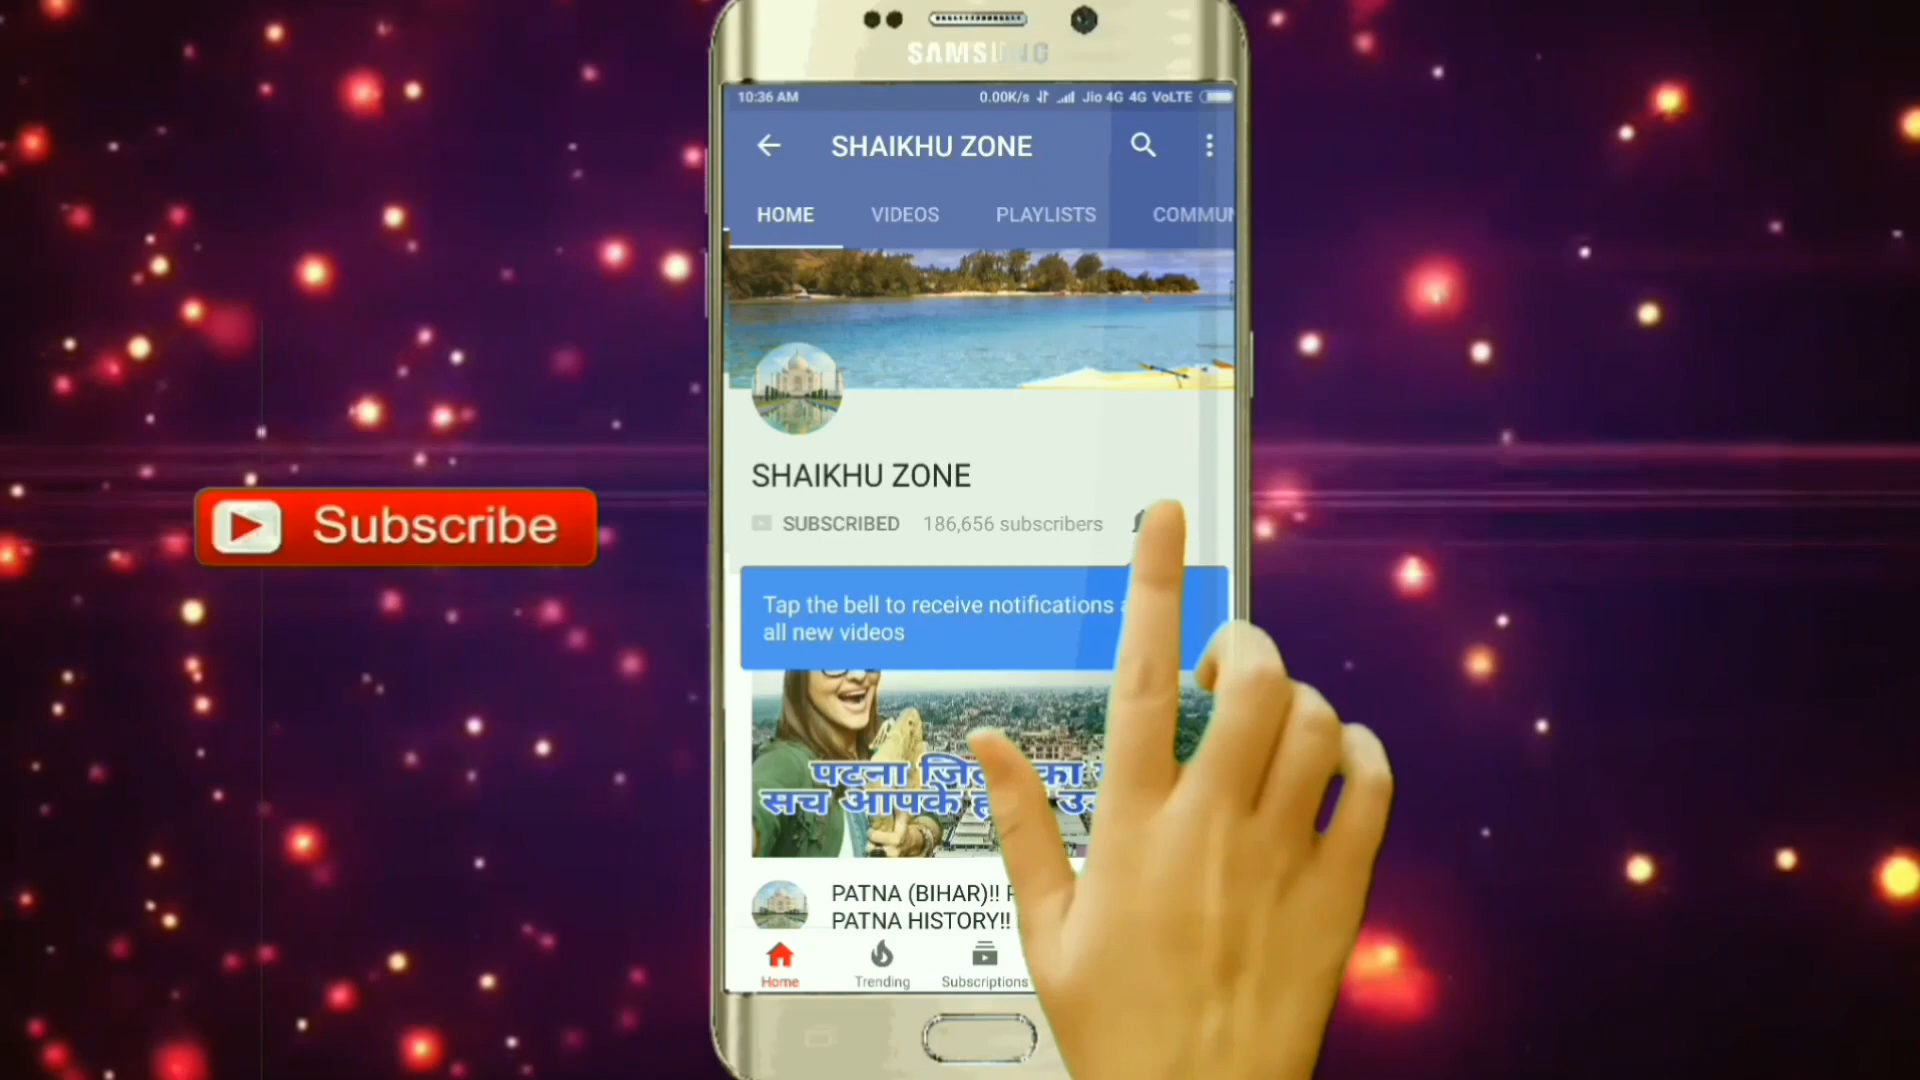 SAMSUNG
10:36 AM 0.00K/s Jio 4G 4G VoLTE
SHAIKHU ZONE
HOME VIDEOS PLAYLISTS COMMUN
SHAIKHU ZONE
SUBSCRIBED 186,656 subscribers
Subscribe
Tap the bell to receive notifications
all new videos
पटना का
सच आपके
PATNA (BIHAR)!!
PATNA HISTORY!!
Home Trending Subscriptions